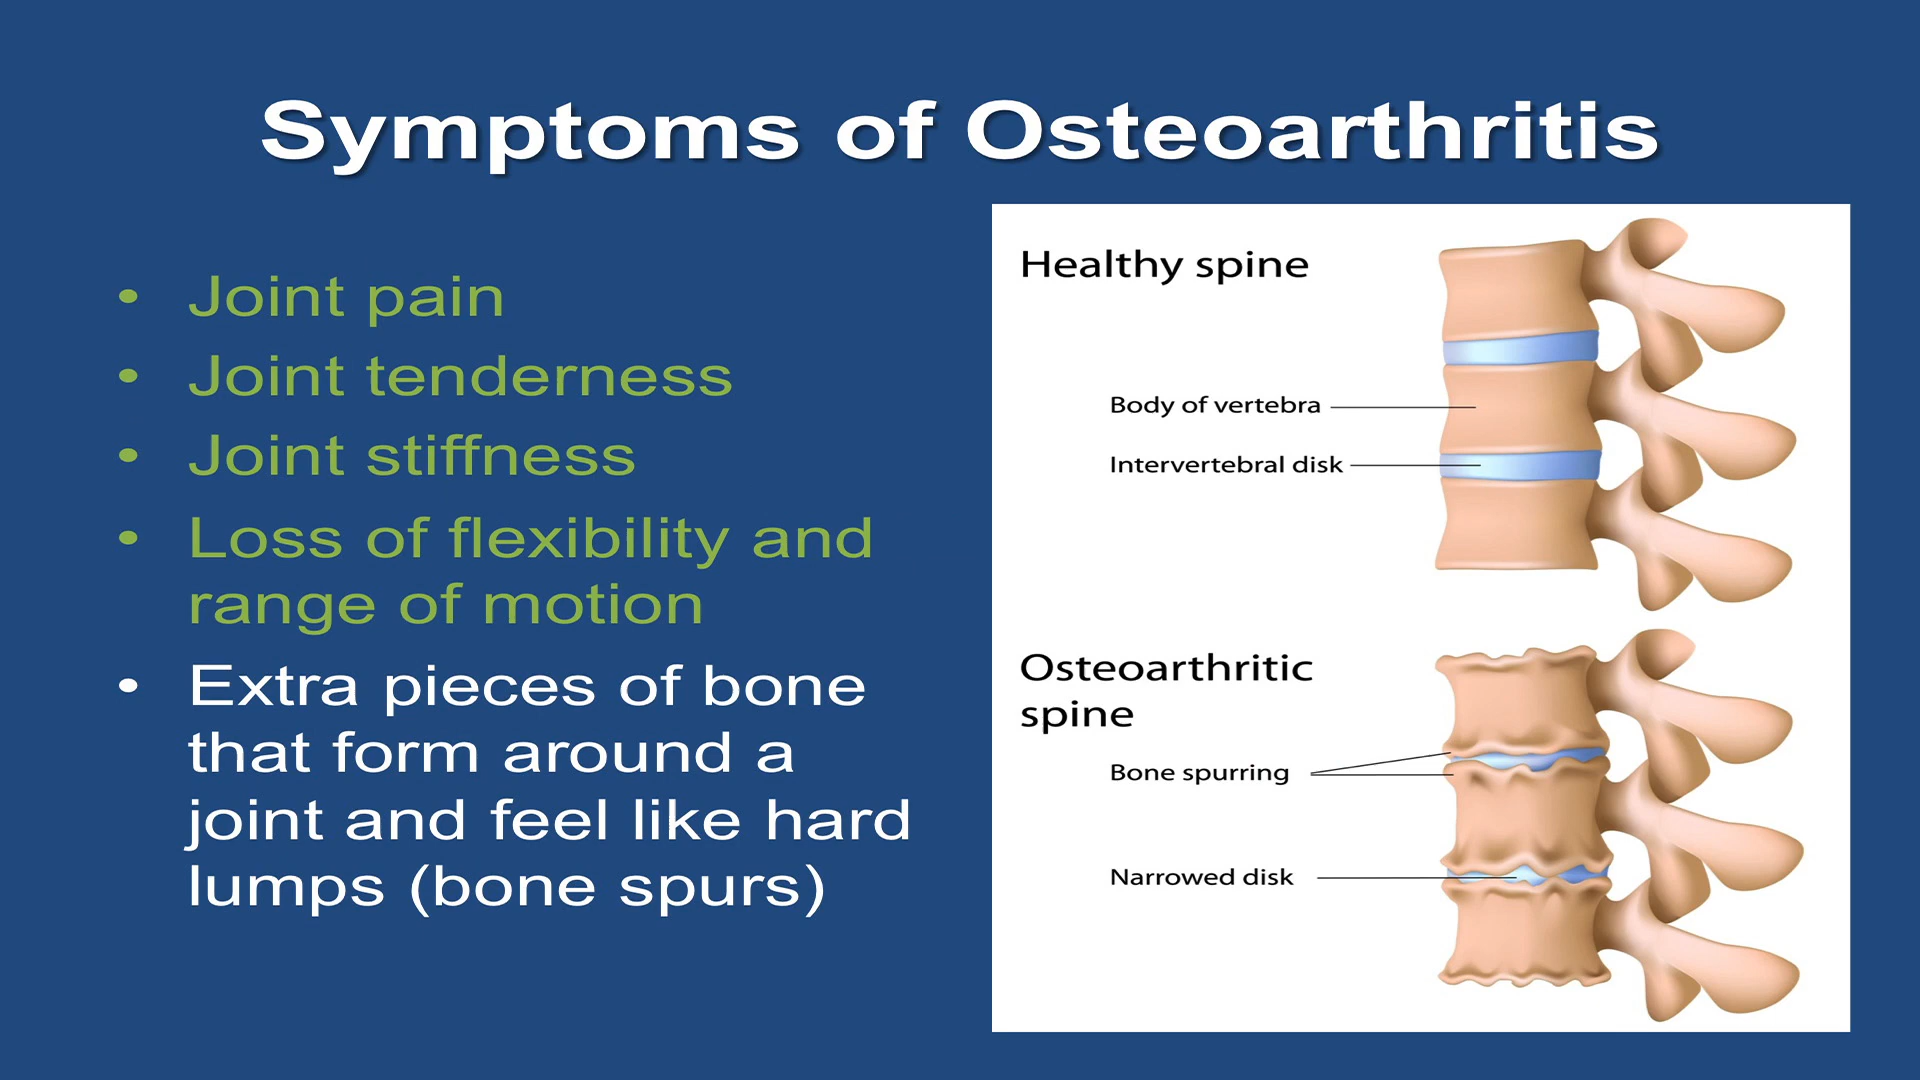 Symptoms of Osteoarthritis
• Joint pain
• Joint tenderness
• Joint stiffness
• Loss of flexibility and
range of motion
• Extra pieces of bone
that form around a
joint and feel like hard
lumps (bone spurs)
Healthy spine
Body of vertebra
Intervertebral disk
Osteoarthritic
spine
Bone spurring
Narrowed disk